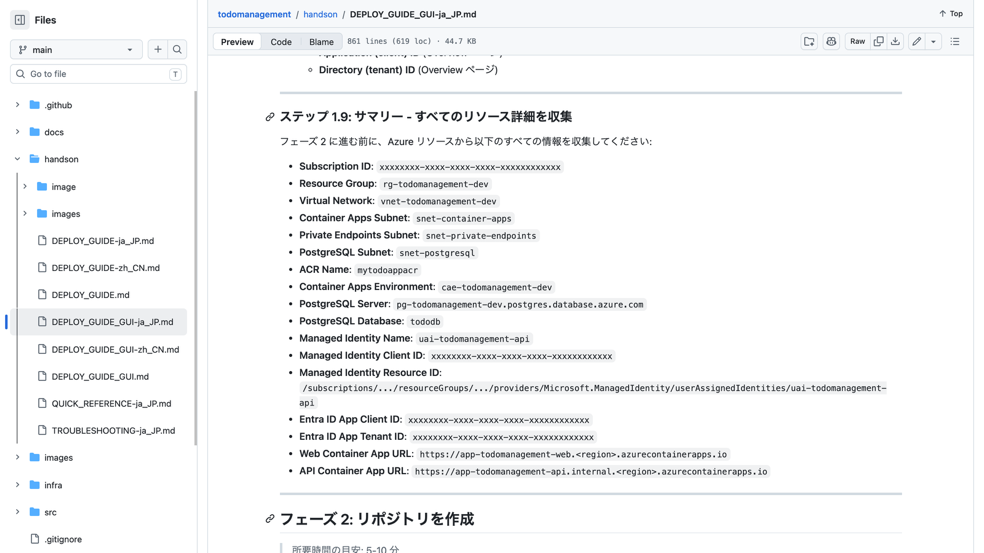 Files
main
Go to file
T
.github
docs
handson
image
images
DEPLOY_GUIDE-ja_JP.md
DEPLOY_GUIDE-zh_CN.md
DEPLOY_GUIDE.md
DEPLOY_GUIDE_GUI-ja_JP.md
DEPLOY_GUIDE_GUI-zh_CN.md
DEPLOY_GUIDE_GUI.md
QUICK_REFERENCE-ja_JP.md
TROUBLESHOOTING-ja_JP.md
images
infra
src
.gitignore
todomanagement / handson / DEPLOY_GUIDE_GUI-ja_JP.md
Top
Preview Code Blame 861 lines (619 loc) · 44.7 KB
Raw
Directory (tenant) ID (Overview ページ)
ステップ 1.9: サマリー - すべてのリソース詳細を収集
フェーズ 2 に進む前に、Azure リソースから以下のすべての情報を収集してください:
Subscription ID: xxxxxxxx-xxxx-xxxx-xxxx-xxxxxxxxxxxx
Resource Group: rg-todomanagement-dev
Virtual Network: vnet-todomanagement-dev
Container Apps Subnet: snet-container-apps
Private Endpoints Subnet: snet-private-endpoints
PostgreSQL Subnet: snet-postgresql
ACR Name: mytodoappacr
Container Apps Environment: cae-todomanagement-dev
PostgreSQL Server: pg-todomanagement-dev.postgres.database.azure.com
PostgreSQL Database: tododb
Managed Identity Name: uai-todomanagement-api
Managed Identity Client ID: xxxxxxxx-xxxx-xxxx-xxxx-xxxxxxxxxxxx
Managed Identity Resource ID:
/subscriptions/.../resourceGroups/.../providers/Microsoft.ManagedIdentity/userAssignedIdentities/uai-todomanagement-
api
Entra ID App Client ID: xxxxxxxx-xxxx-xxxx-xxxx-xxxxxxxxxxxx
Entra ID App Tenant ID: xxxxxxxx-xxxx-xxxx-xxxx-xxxxxxxxxxxx
Web Container App URL: https://app-todomanagement-web.<region>.azurecontainerapps.io
API Container App URL: https://app-todomanagement-api.internal.<region>.azurecontainerapps.io
フェーズ 2: リポジトリを作成
所要時間の目安: 5-10 分